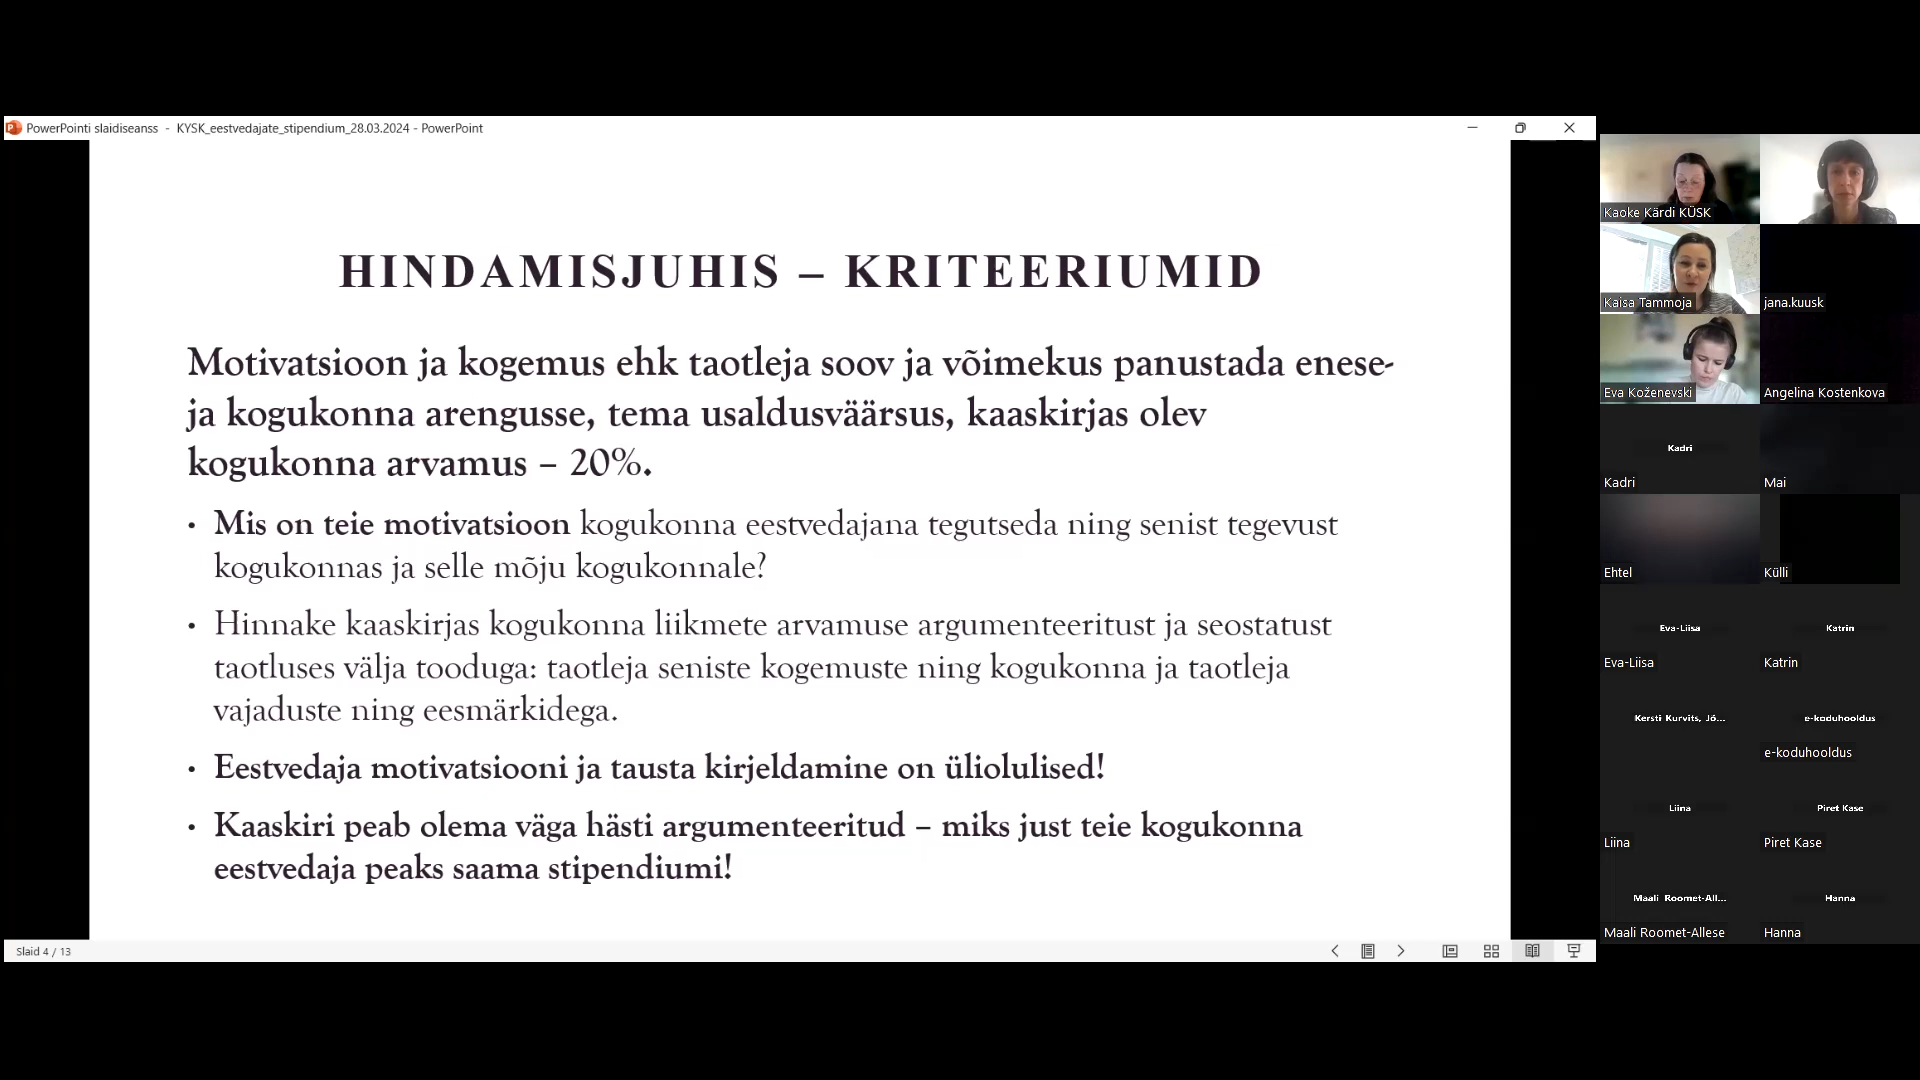 PowerPointi slaidiseanss - KYSK_eestvedajate_stipendium_28.03.2024 - PowerPoint
HINDAMISJUHIS – KRITEERIUMID
Motivatsioon ja kogemus ehk taotleja soov ja võimekus panustada enese-
ja kogukonna arengusse, tema usaldusväärsus, kaaskirjas olev
kogukonna arvamus – 20%.
• Mis on teie motivatsioon kogukonna eestvedajana tegutseda ning senist tegevust
kogukonnas ja selle mõju kogukonnale?
• Hinnake kaaskirjas kogukonna liikmete arvamuse argumenteeritust ja seostatust
taotluses välja tooduga: taotleja seniste kogemuste ning kogukonna ja taotleja
vajaduste ning eesmärkidega.
• Eestvedaja motivatsiooni ja tausta kirjeldamine on üliolulised!
• Kaaskiri peab olema väga hästi argumenteeritud – miks just teie kogukonna
eestvedaja peaks saama stipendiumi!
Slaid 4 / 13
Kaoke Kärdi KÜSK
Kaisa Tammoja
jana.kuusk
Eva Koženevski
Angelina Kostenkova
Kadri
Kadri
Mai
Ehtel
Külli
Eva-Liisa
Katrin
Eva-Liisa
Katrin
Kersti Kurvits, Jõ...
e-koduhooldus
e-koduhooldus
Liina
Piret Kase
Liina
Piret Kase
Maali Roomet-All...
Hanna
Maali Roomet-Allese
Hanna